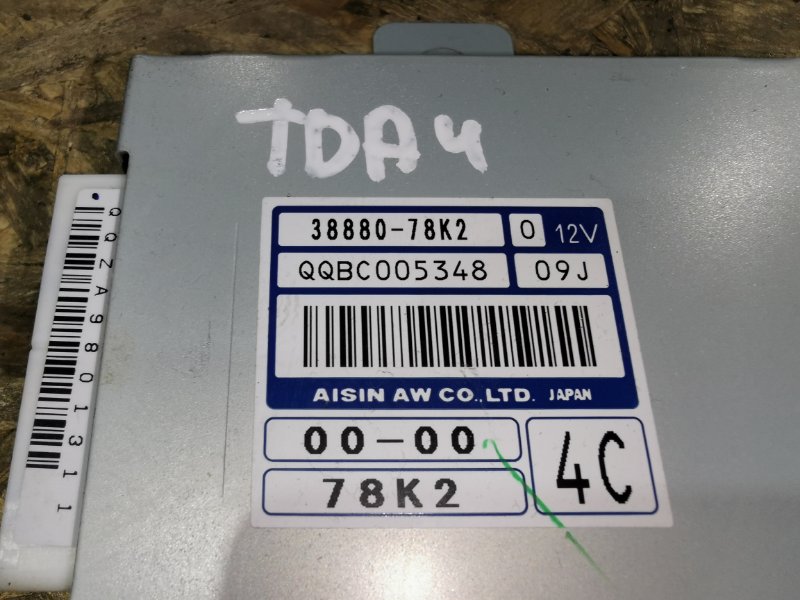 TDA4
38880-78K2 0 12V
QQBC005348 09J
AISIN AW CO.,LTD. JAPAN
00-00
4C
78K2
QQZA9801311